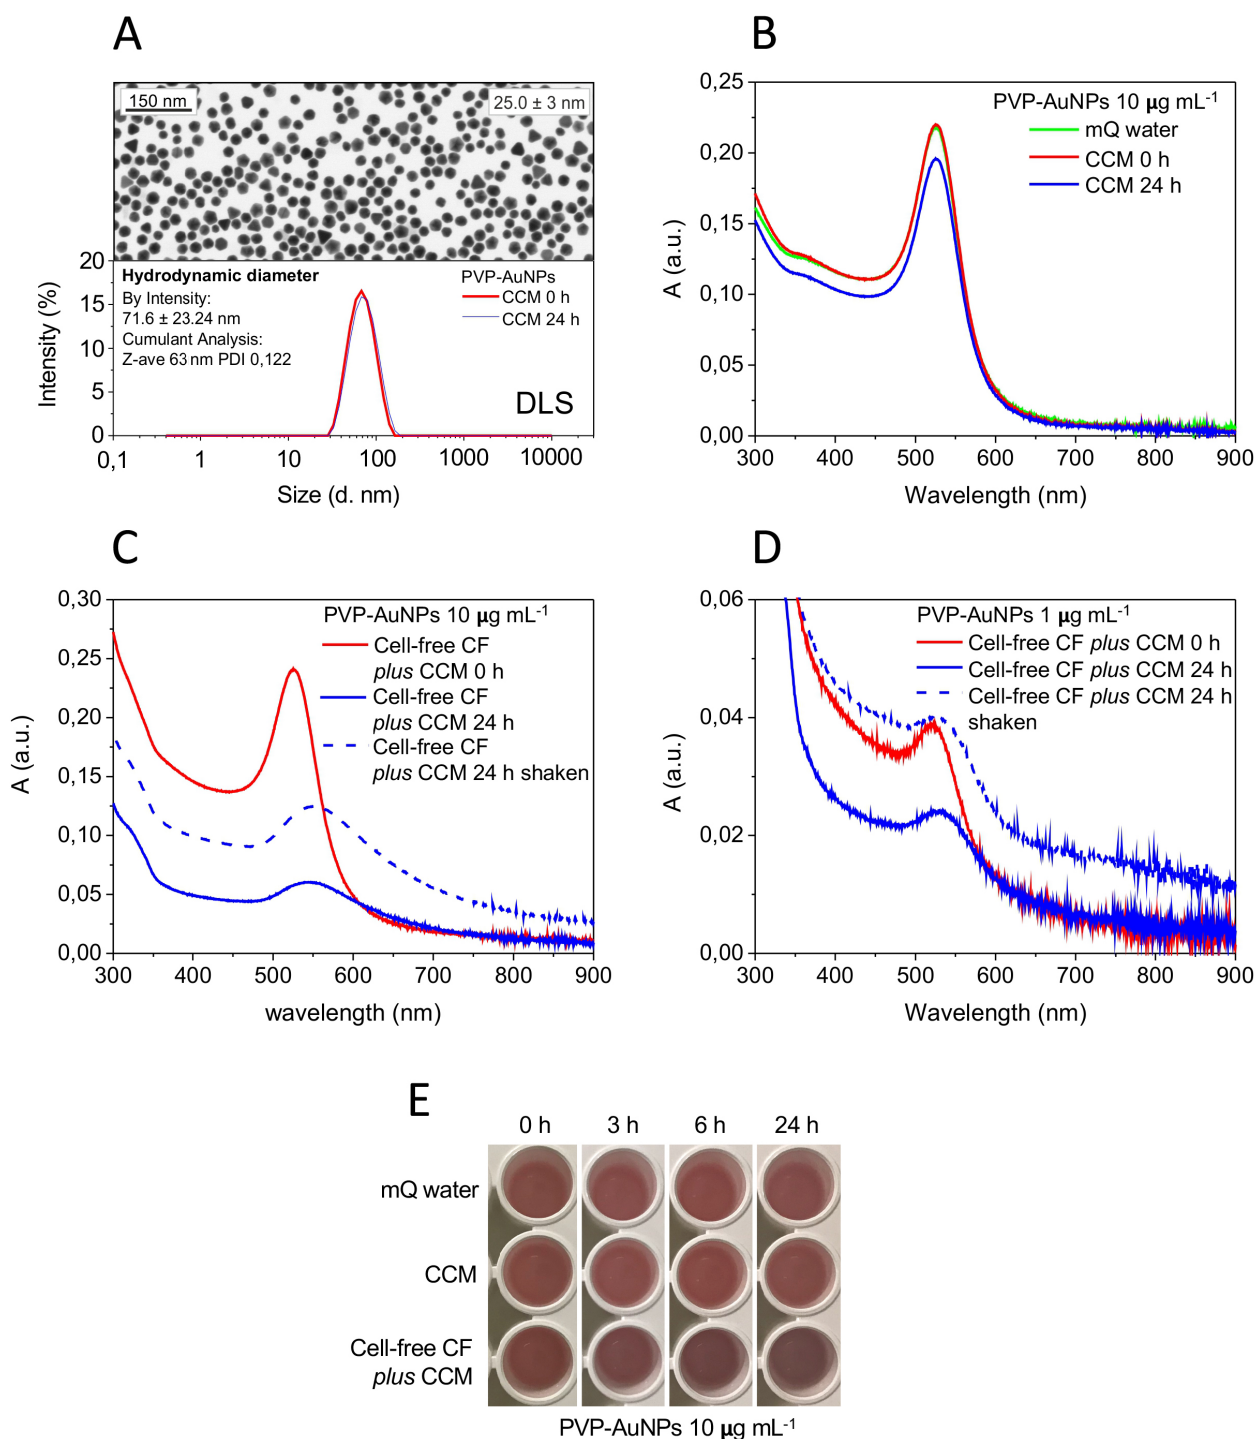 A
150 nm
25.0 ± 3 nm
20
15
10
5
0
Intensity (%)
Hydrodynamic diameter
By Intensity:
71.6 ± 23.24 nm
Cumulant Analysis:
Z-ave 63 nm PDI 0,122
PVP-AuNPs
CCM 0 h
CCM 24 h
DLS
0,1 1 10 100 1000 10000
Size (d. nm)
B
0,25
0,20
0,15
0,10
0,05
0,00
A (a.u.)
PVP-AuNPs 10 µg mL-1
mQ water
CCM 0 h
CCM 24 h
300 400 500 600 700 800 900
Wavelength (nm)
C
0,30
0,25
0,20
0,15
0,10
0,05
0,00
A (a.u.)
PVP-AuNPs 10 µg mL-1
Cell-free CF
plus CCM 0 h
Cell-free CF
plus CCM 24 h
Cell-free CF
plus CCM 24 h shaken
300 400 500 600 700 800 900
wavelength (nm)
D
0,06
0,04
0,02
0,00
A (a.u.)
PVP-AuNPs 1 µg mL-1
Cell-free CF plus CCM 0 h
Cell-free CF plus CCM 24 h
Cell-free CF plus CCM 24 h
shaken
300 400 500 600 700 800 900
Wavelength (nm)
E
0 h 3 h 6 h 24 h
mQ water
CCM
Cell-free CF
plus CCM
PVP-AuNPs 10 µg mL-1